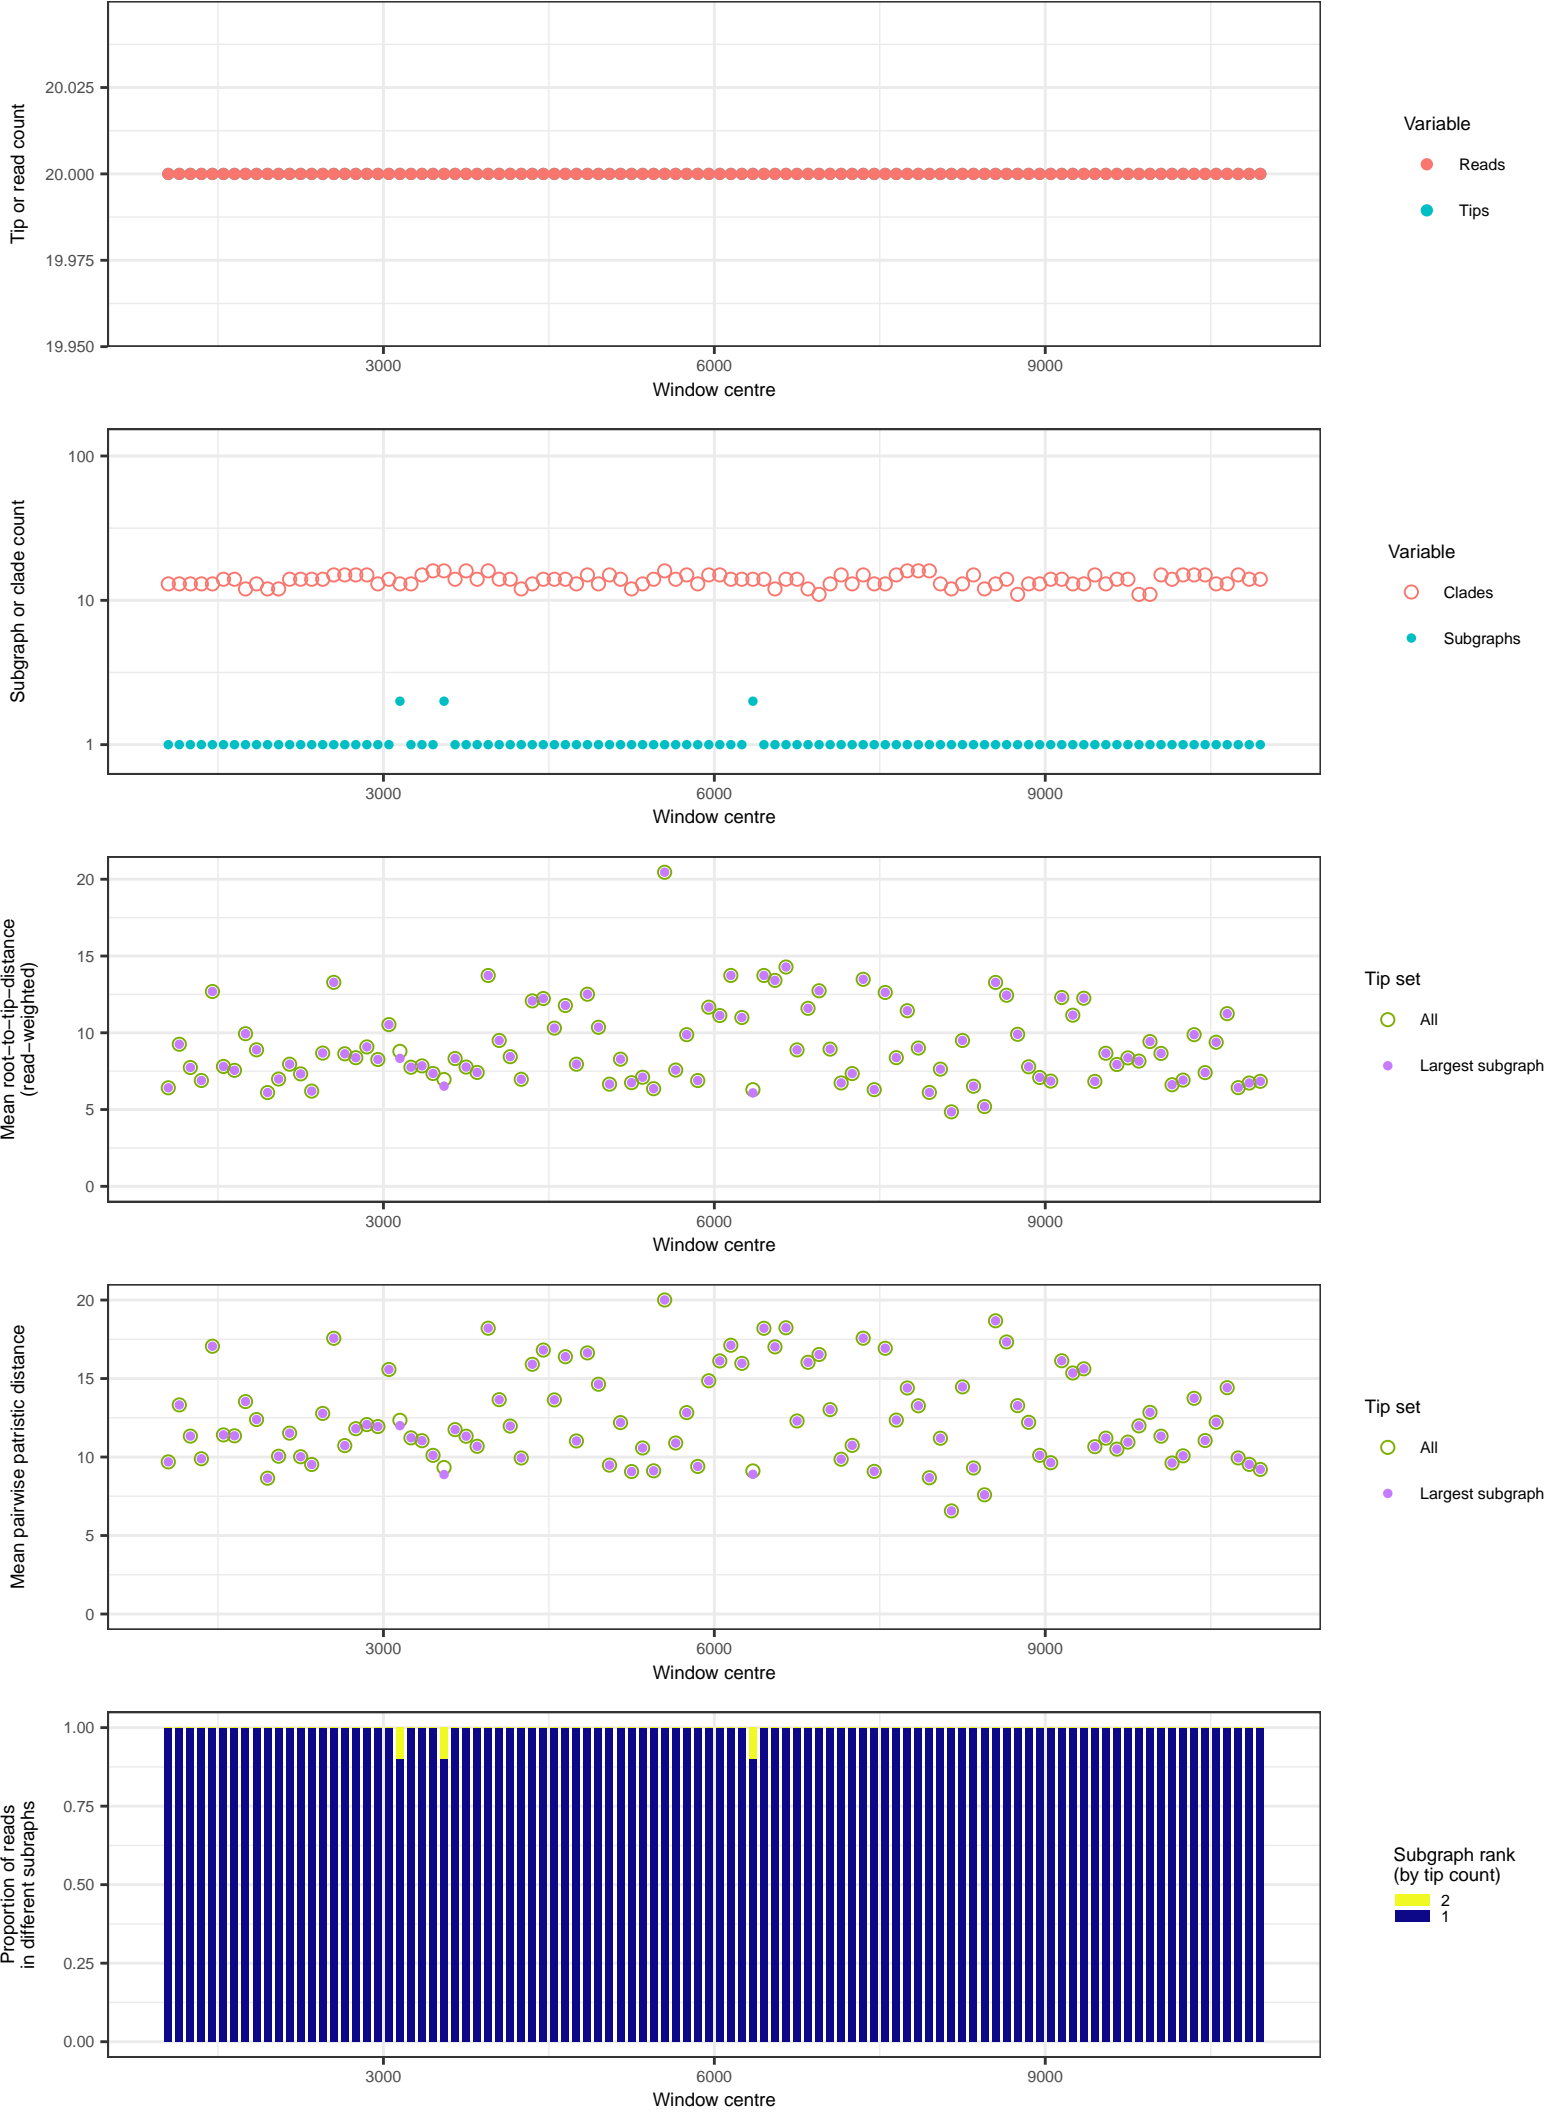 Tip or read count
20.025
20.000
19.975
19.950
3000
6000
9000
Window centre
Variable
Reads
Tips
Subgraph or clade count
100
10
1
3000
6000
9000
Window centre
Variable
Clades
Subgraphs
Mean root−to−tip−distance
(read−weighted)
20
15
10
5
0
3000
6000
9000
Window centre
Tip set
All
Largest subgraph
Mean pairwise patristic distance
20
15
10
5
0
3000
6000
9000
Window centre
Tip set
All
Largest subgraph
Proportion of reads
in different subraphs
1.00
0.75
0.50
0.25
0.00
3000
6000
9000
Window centre
Subgraph rank
(by tip count)
2
1